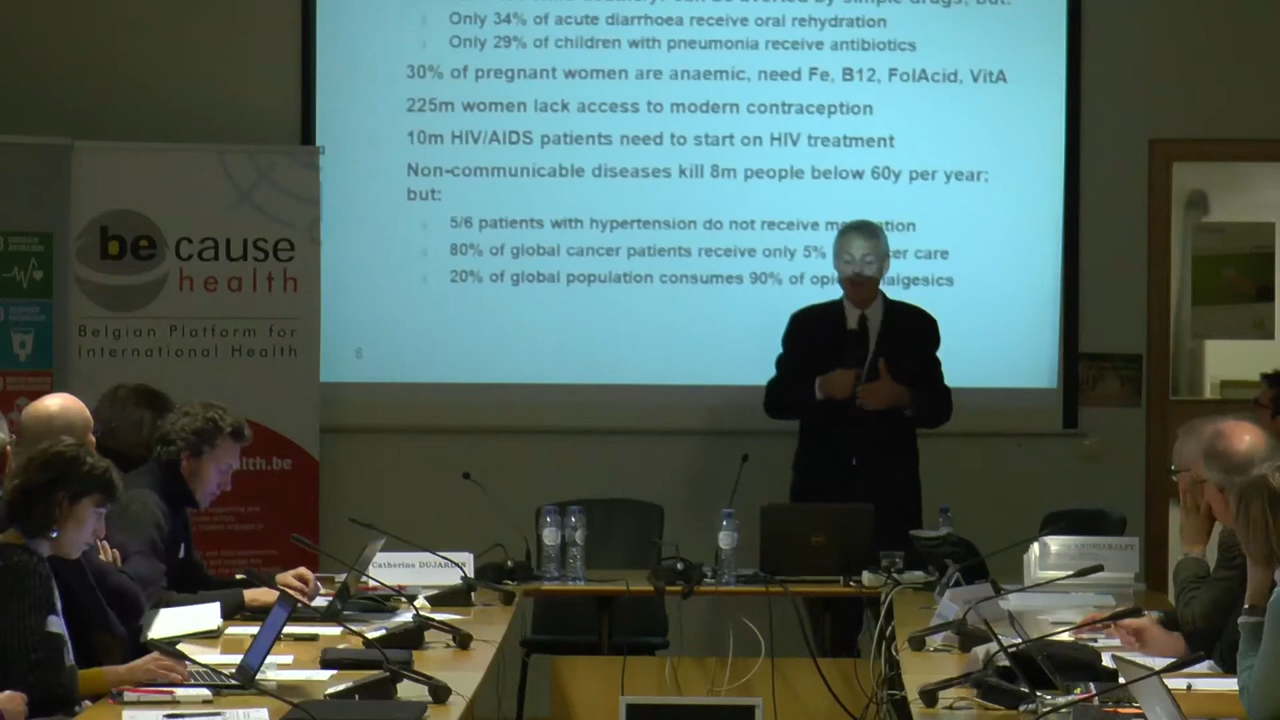 Only 34% of acute diarrhoea receive oral rehydration
Only 29% of children with pneumonia receive antibiotics
30% of pregnant women are anaemic, need Fe, B12, FolAcid, VitA
225m women lack access to modern contraception
10m HIV/AIDS patients need to start on HIV treatment
Non-communicable diseases kill 8m people below 60y per year;
but:
5/6 patients with hypertension do not receive
80% of global cancer patients receive only 5% care
20% of global population consumes 90% of
6
be cause
health
Belgian Platform for
International Health
Catherine DUJARDIN